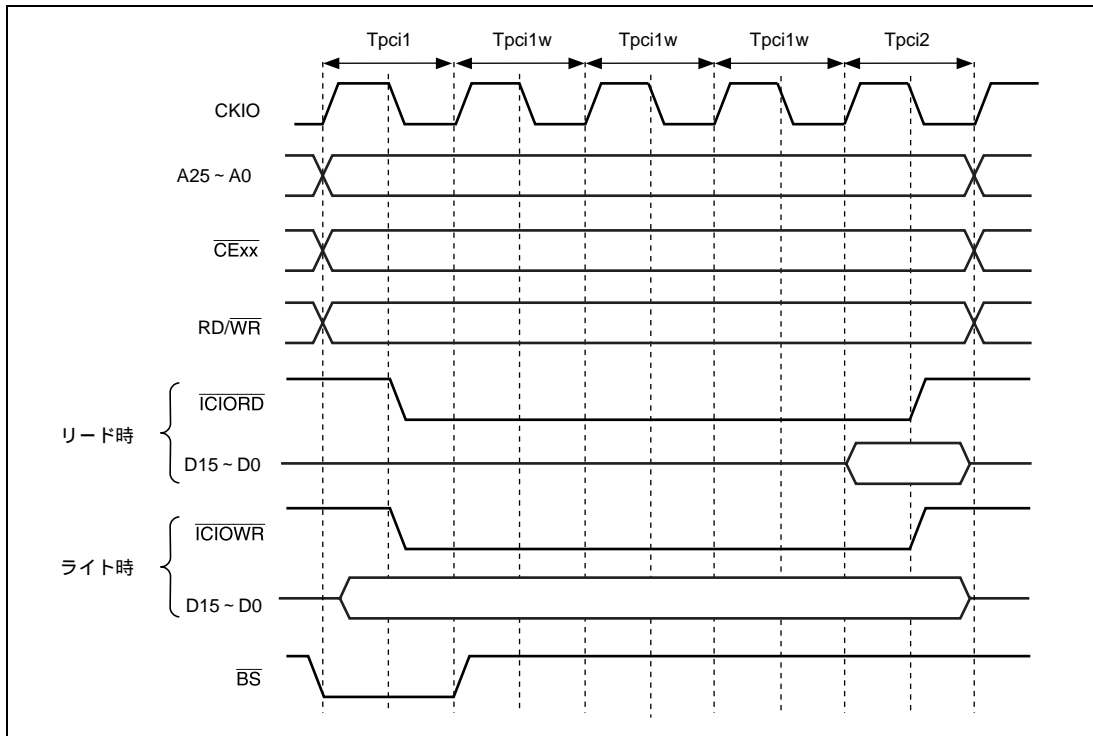 Tpci1 Tpci1w Tpci1w Tpci1w Tpci2
CKIO
A25 ~ A0
CExx
RD/WR
ICIORD
リード時
D15 ~ D0
ICIOWR
ライト時
D15 ~ D0
BS